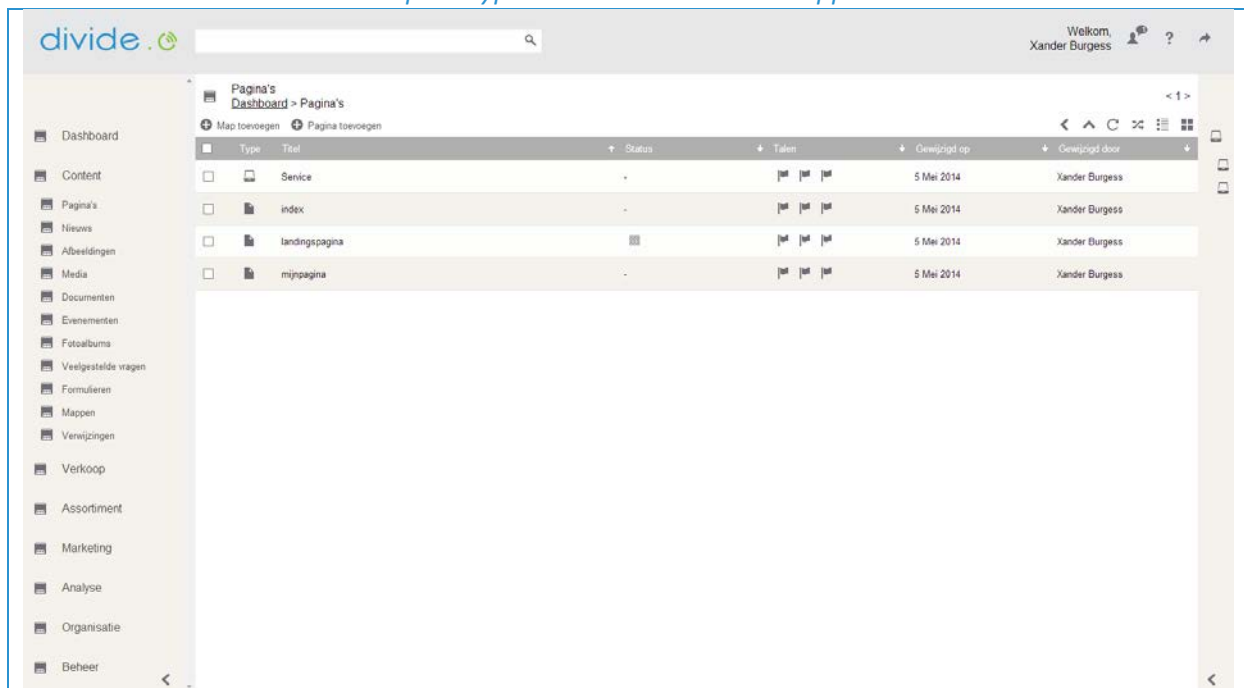 divide.
Welkom,
Xander Burgess
?
Pagina's
Dashboard > Pagina's
< 1 >
Map toevoegen Pagina toevoegen
Type Titel Status Talen Gewijzigd op Gewijzigd door
Service - 5 Mei 2014 Xander Burgess
index - 5 Mei 2014 Xander Burgess
landingspagina 5 Mei 2014 Xander Burgess
mijnpagina - 5 Mei 2014 Xander Burgess
Dashboard
Content
Pagina's
Nieuws
Afbeeldingen
Media
Documenten
Evenementen
Fotoalbums
Veelgestelde vragen
Formulieren
Mappen
Verwijzingen
Verkoop
Assortiment
Marketing
Analyse
Organisatie
Beheer